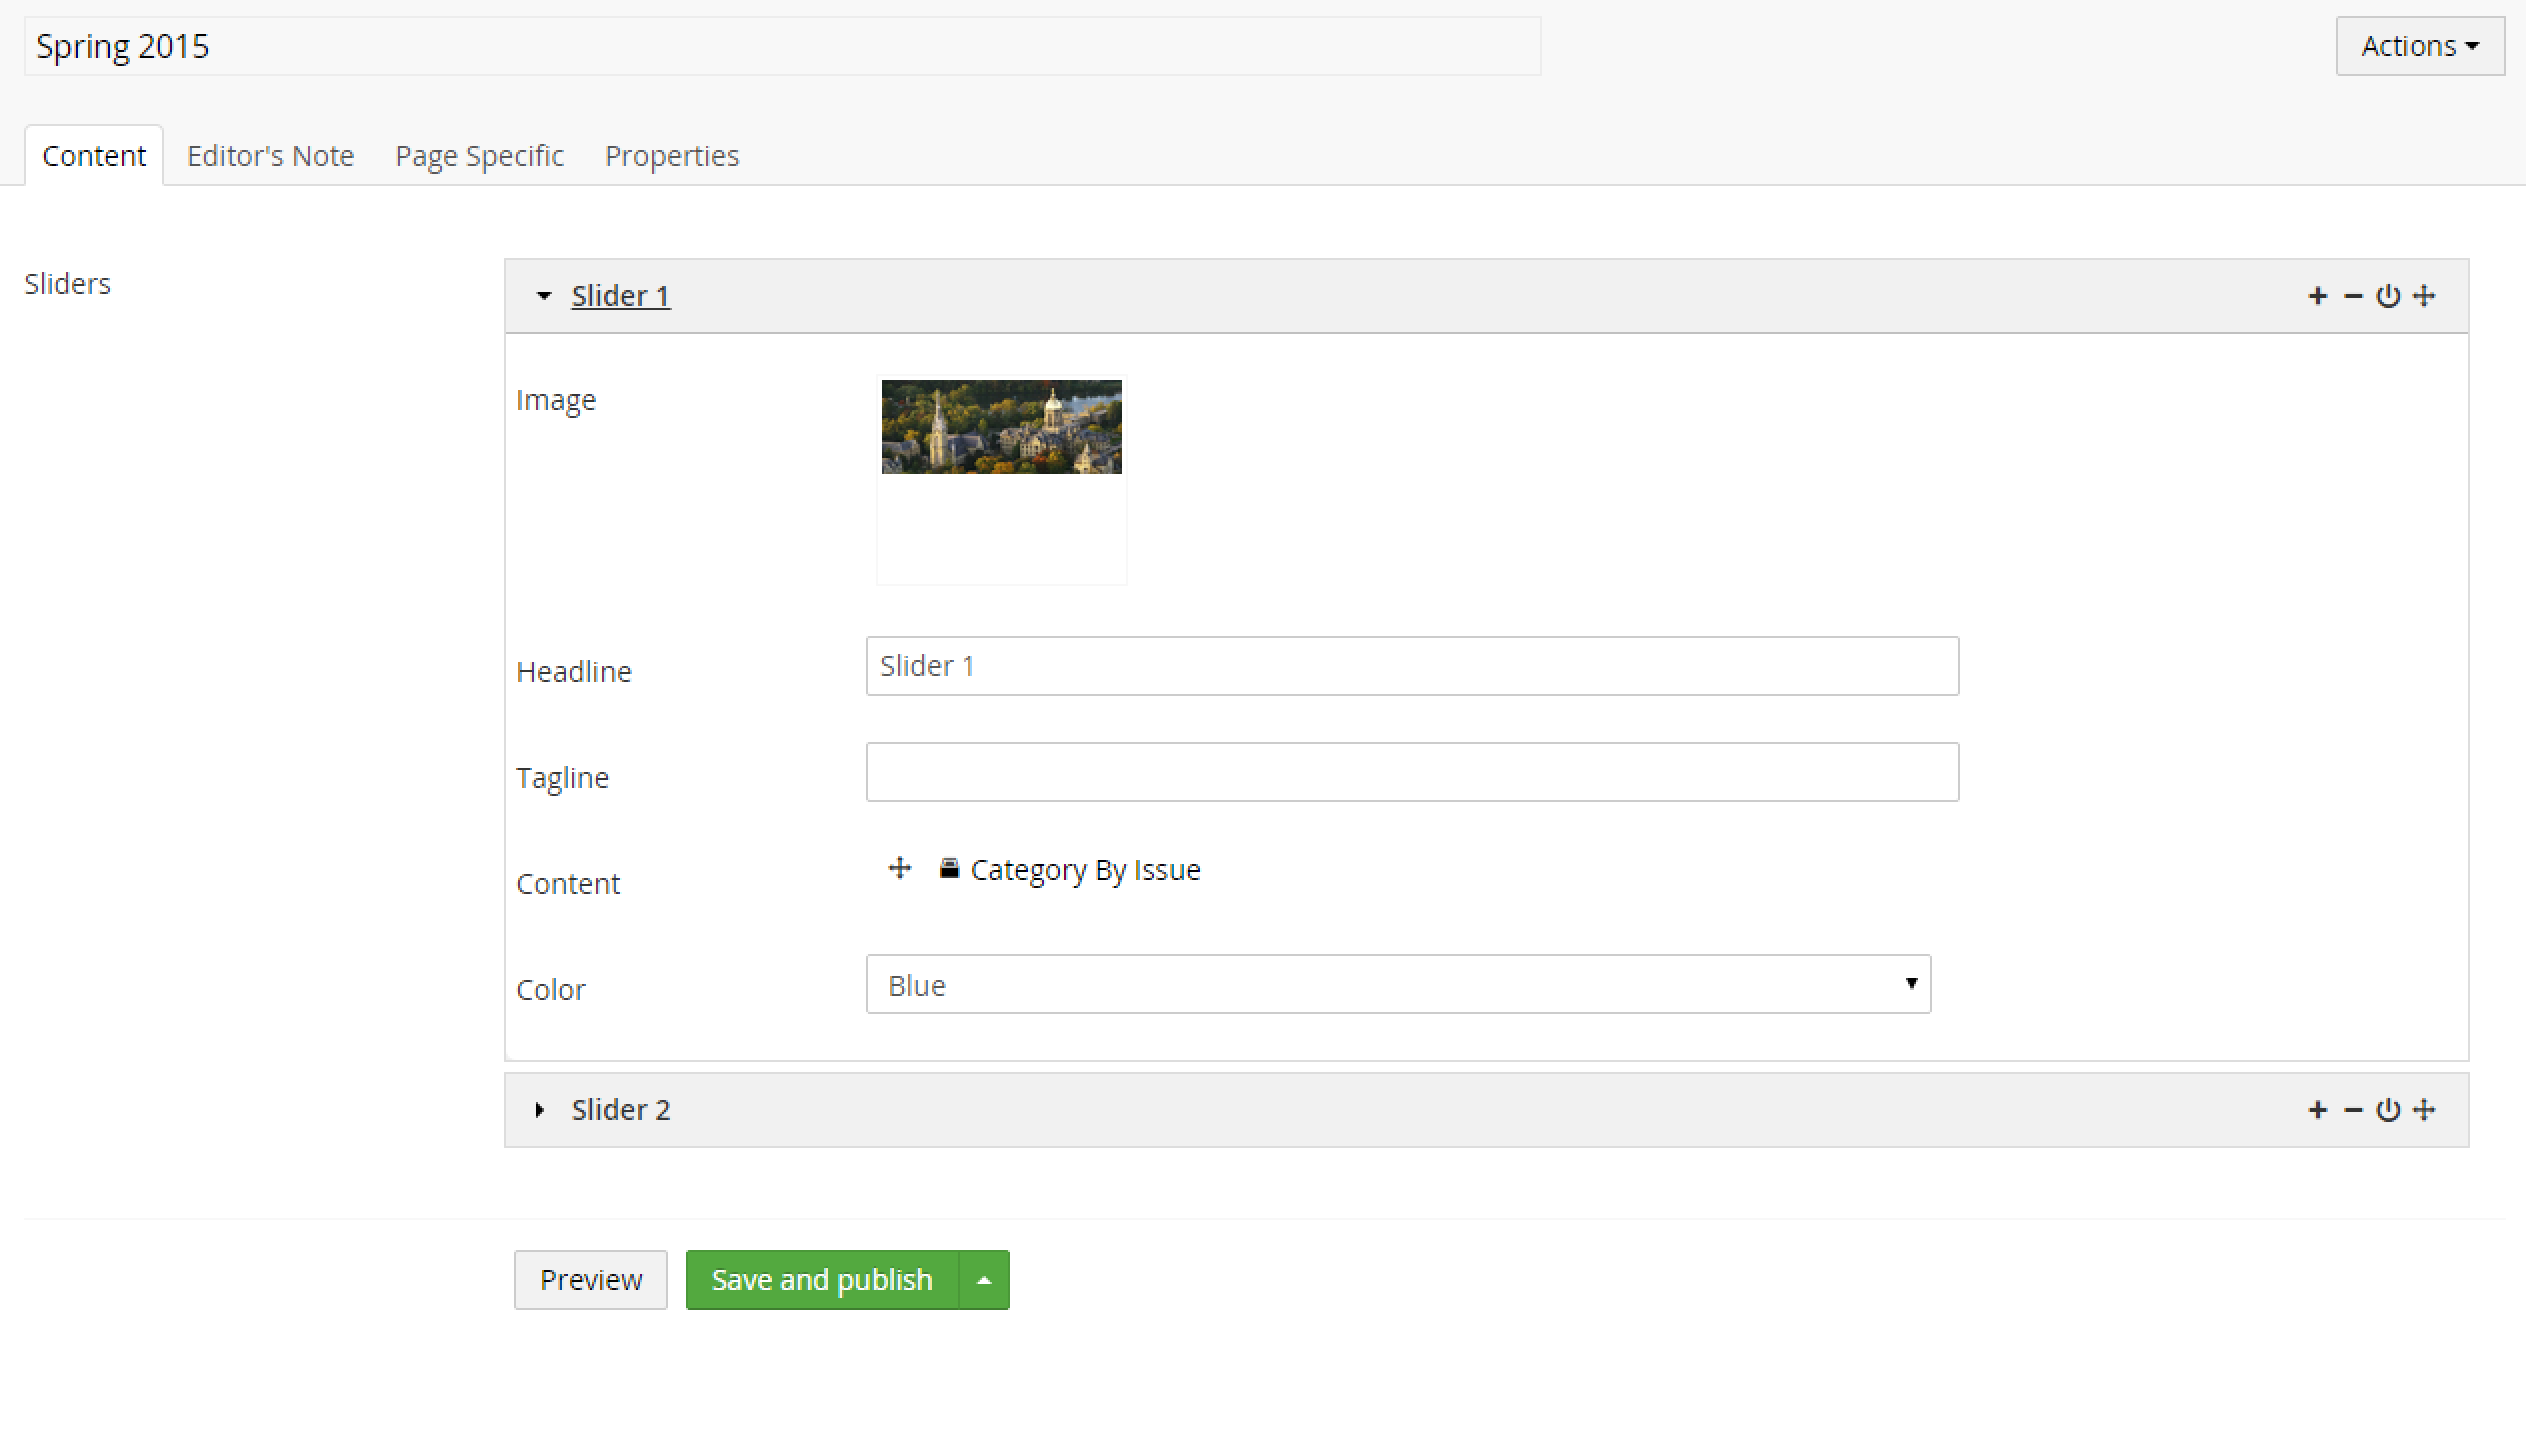 Spring 2015
Actions
Content Editor's Note Page Specific Properties
Sliders
Slider 1
Image
Headline
Slider 1
Tagline
Content
Category By Issue
Color
Blue
Slider 2
Preview
Save and publish